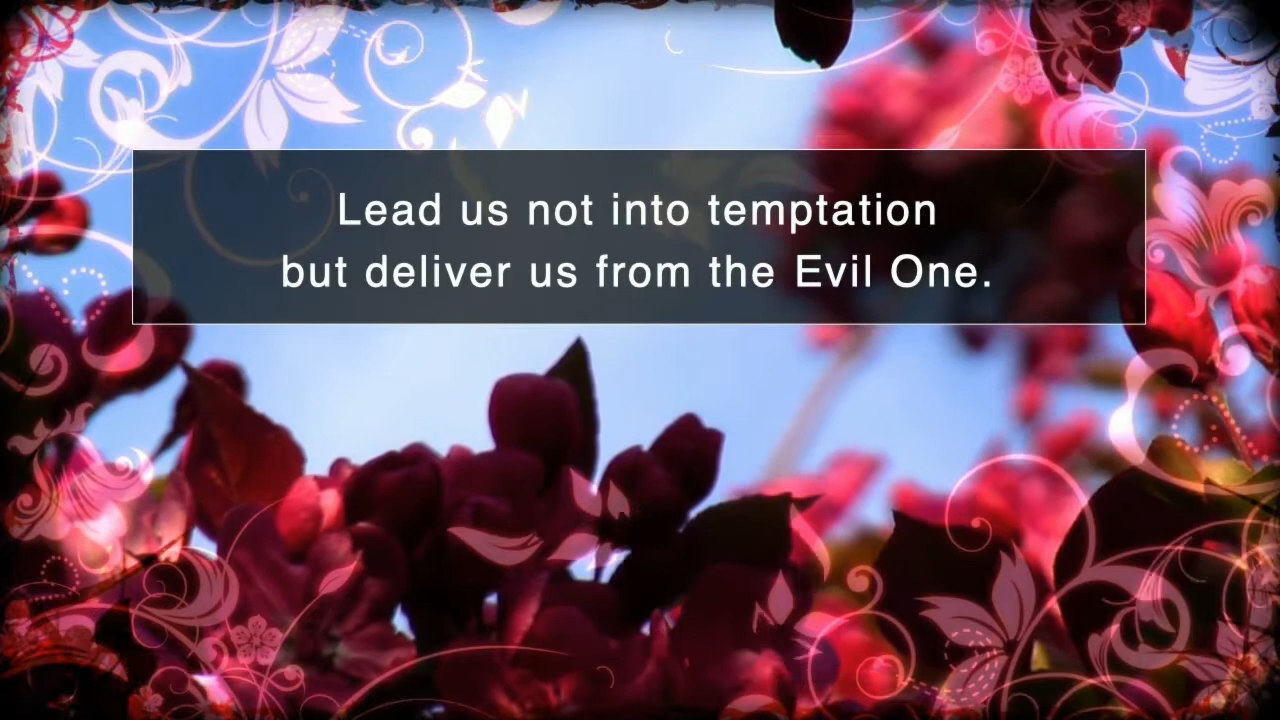 Lead us not into temptation
but deliver us from the Evil One.